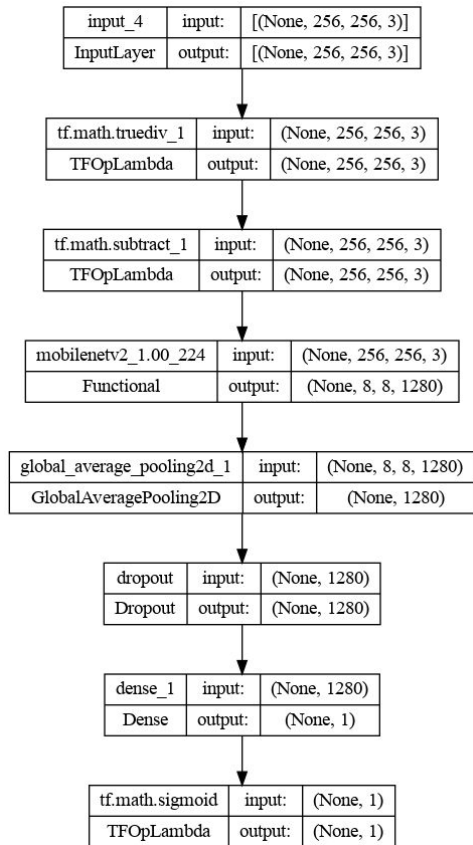 input_4 input: [(None, 256, 256, 3)]
InputLayer output: [(None, 256, 256, 3)]
tf.math.truediv_1 input: (None, 256, 256, 3)
TFOpLambda output: (None, 256, 256, 3)
tf.math.subtract_1 input: (None, 256, 256, 3)
TFOpLambda output: (None, 256, 256, 3)
mobilenetv2_1.00_224 input: (None, 256, 256, 3)
Functional output: (None, 8, 8, 1280)
global_average_pooling2d_1 input: (None, 8, 8, 1280)
GlobalAveragePooling2D output: (None, 1280)
dropout input: (None, 1280)
Dropout output: (None, 1280)
dense_1 input: (None, 1280)
Dense output: (None, 1)
tf.math.sigmoid input: (None, 1)
TFOpLambda output: (None, 1)